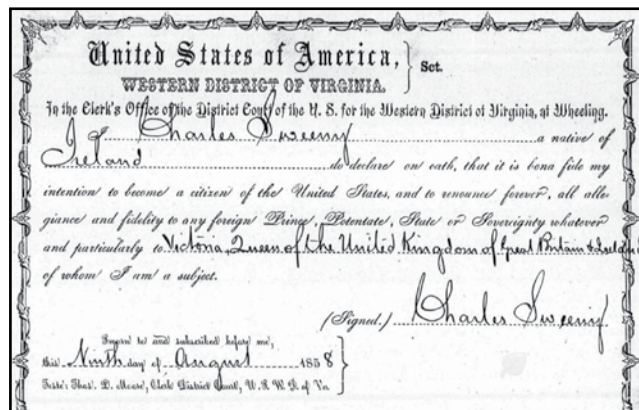 United States of America,
Sct.
WESTERN DISTRICT OF VIRGINIA.
In the Clerk's Office of the District Court of the U. S. for the Western District of Virginia, at Wheeling.
I Charles Sweeny a native of
Ireland do declare on oath, that it is bona fide my
intention to become a citizen of the United States, and to renounce forever, all alle-
giance and fidelity to any foreign Prince, Potentate, State or Sovereignty whatever
and particularly to Victoria, Queen of the United Kingdom of Great Britain & Ireland
of whom I am a subject.
(Signed.) Charles Sweeny
Sworn to and subscribed before me,
this Ninth day of August 1858
Teste: Thos. D. Clerk District Court, U. S. W. D. of Va